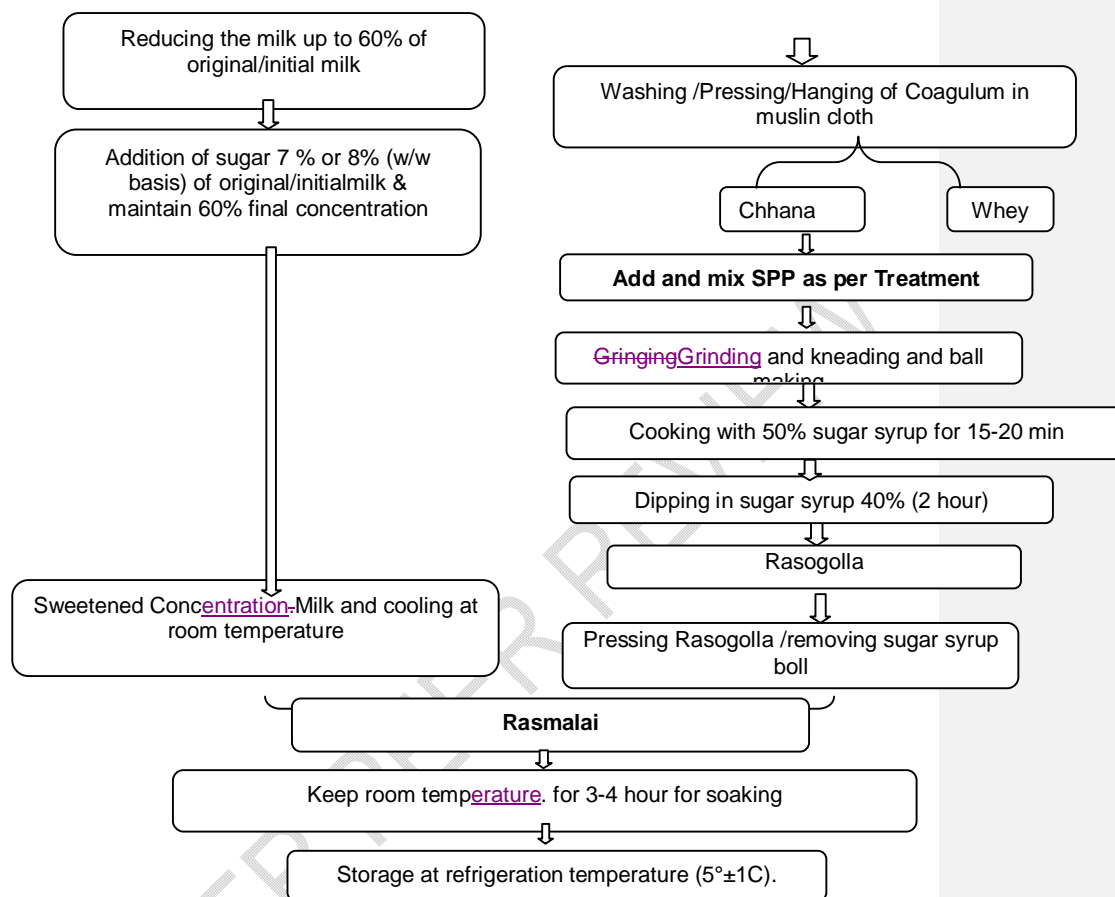 Reducing the milk up to 60% of
original/initial milk
Addition of sugar 7 % or 8% (w/w
basis) of original/initialmilk &
maintain 60% final concentration
Sweetened Concentration-Milk and cooling at
room temperature
Washing /Pressing/Hanging of Coagulum in
muslin cloth
Chhana
Whey
Add and mix SPP as per Treatment
GringingGrinding and kneading and ball
making
Cooking with 50% sugar syrup for 15-20 min
Dipping in sugar syrup 40% (2 hour)
Rasogolla
Pressing Rasogolla /removing sugar syrup
boll
Rasmalai
Keep room temperature. for 3-4 hour for soaking
Storage at refrigeration temperature (5°±1C).
ER PEER REVIEW